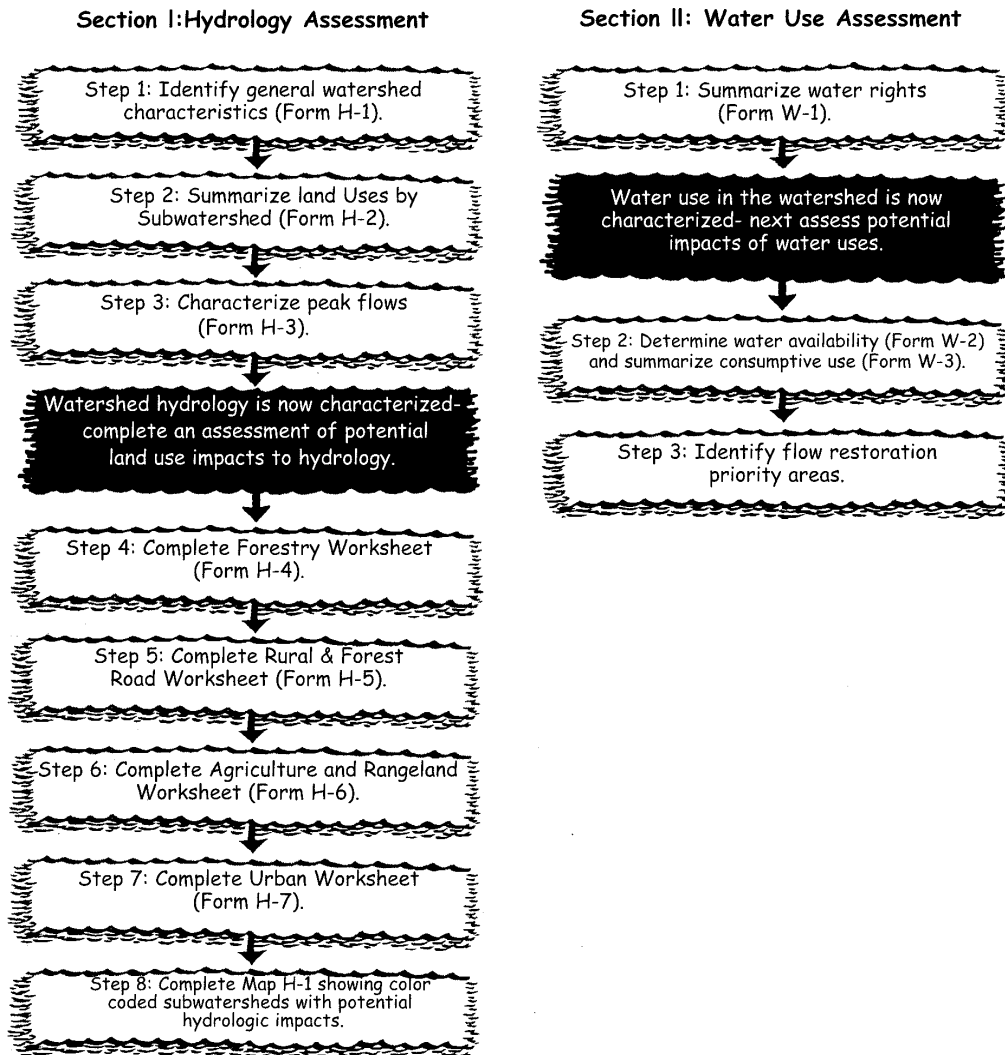 Section I:Hydrology Assessment
Step 1: Identify general watershed
characteristics (Form H-1).
Step 2: Summarize land Uses by
Subwatershed (Form H-2).
Step 3: Characterize peak flows
(Form H-3).
Watershed hydrology is now characterized-
complete an assessment of potential
land use impacts to hydrology.
Step 4: Complete Forestry Worksheet
(Form H-4).
Step 5: Complete Rural & Forest
Road Worksheet (Form H-5).
Step 6: Complete Agriculture and Rangeland
Worksheet (Form H-6).
Step 7: Complete Urban Worksheet
(Form H-7).
Step 8: Complete Map H-1 showing color
coded subwatersheds with potential
hydrologic impacts.
Section II: Water Use Assessment
Step 1: Summarize water rights
(Form W-1).
Water use in the watershed is now
characterized- next assess potential
impacts of water uses.
Step 2: Determine water availability (Form W-2)
and summarize consumptive use (Form W-3).
Step 3: Identify flow restoration
priority areas.